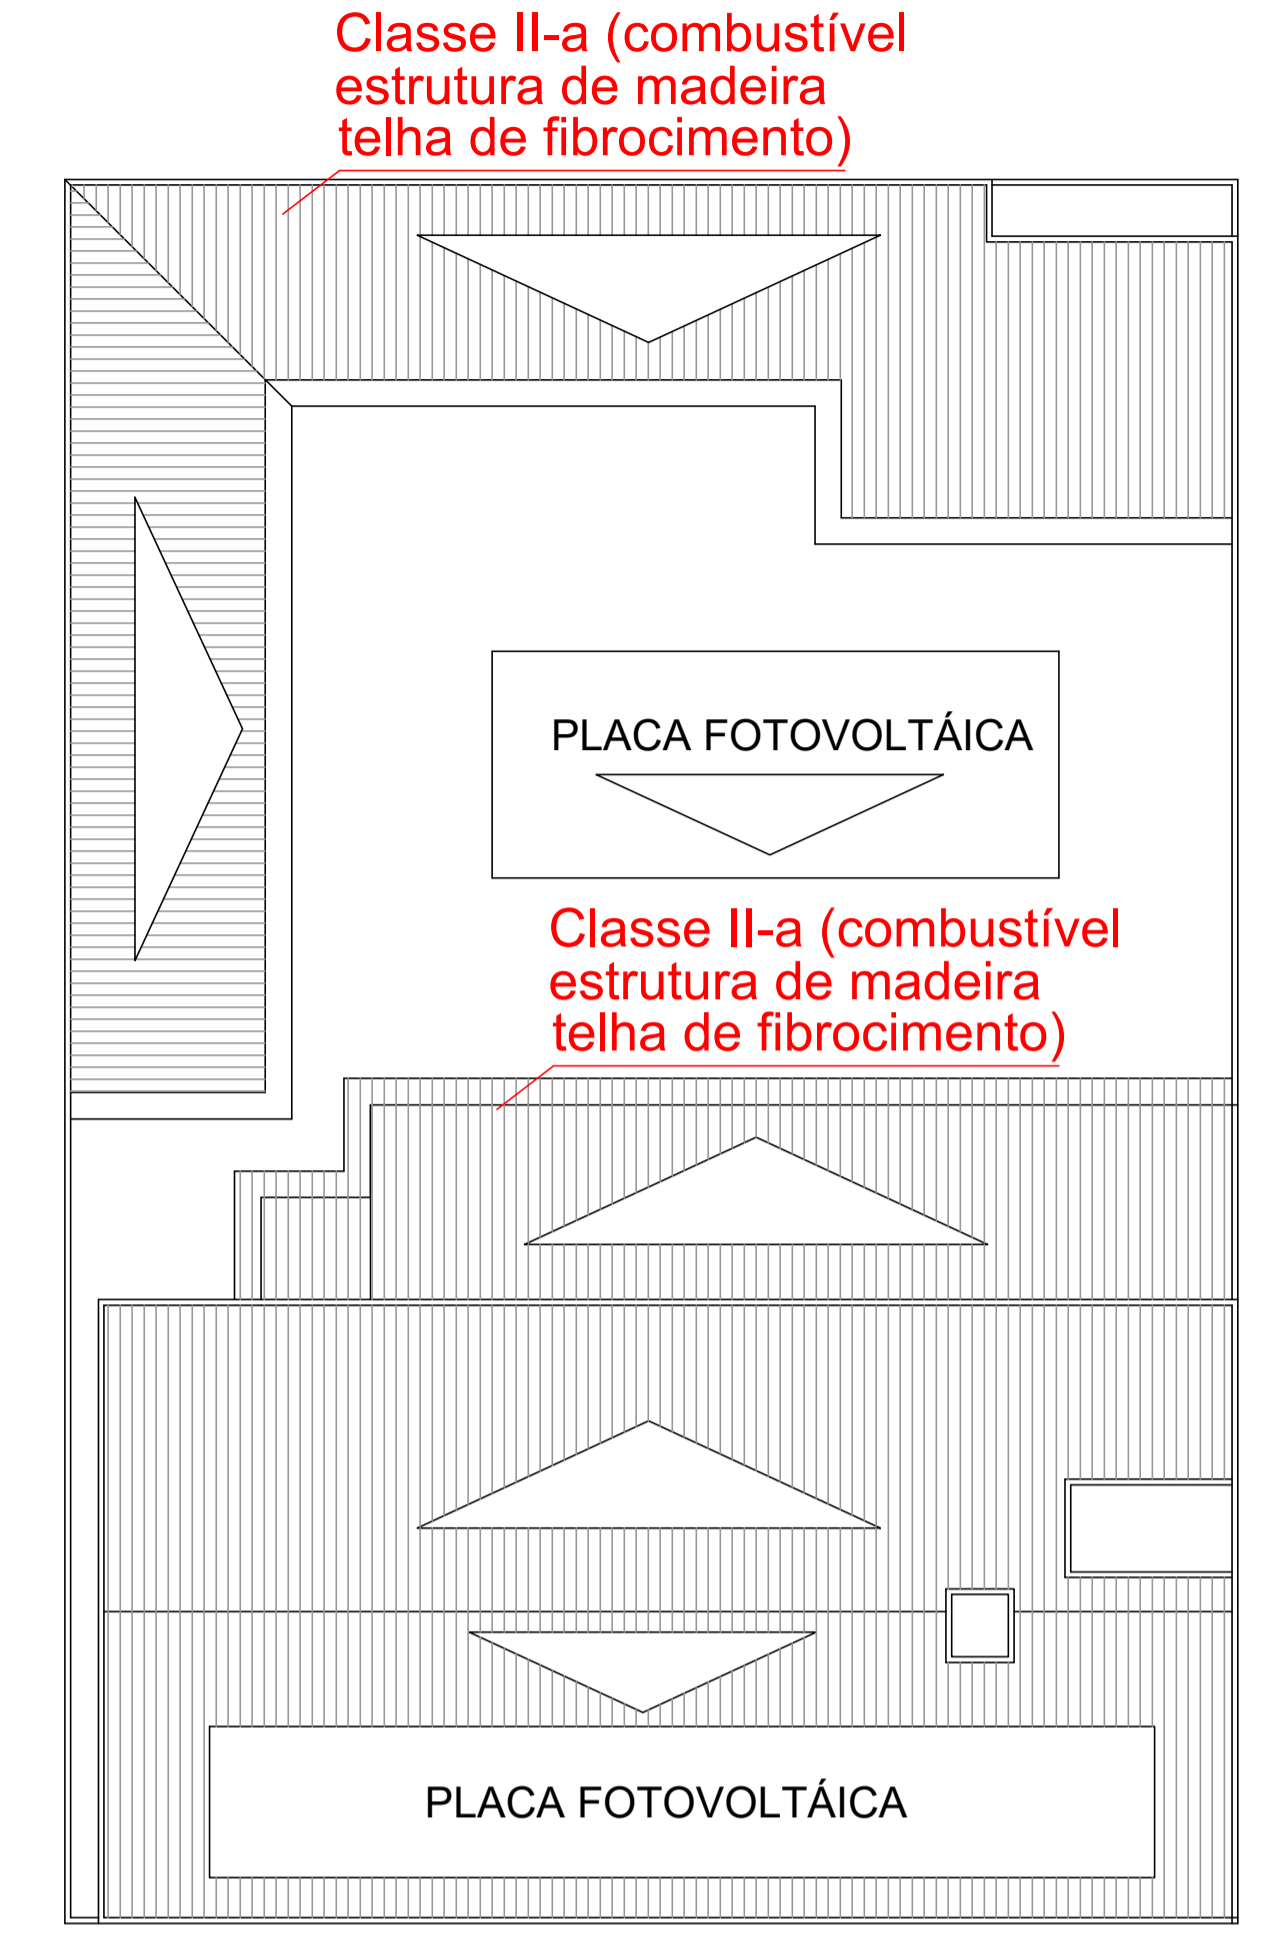 Classe II-a (combustível
estrutura de madeira
telha de fibrocimento)
PLACA FOTOVOLTÁICA
Classe II-a (combustível
estrutura de madeira
telha de fibrocimento)
PLACA FOTOVOLTÁICA